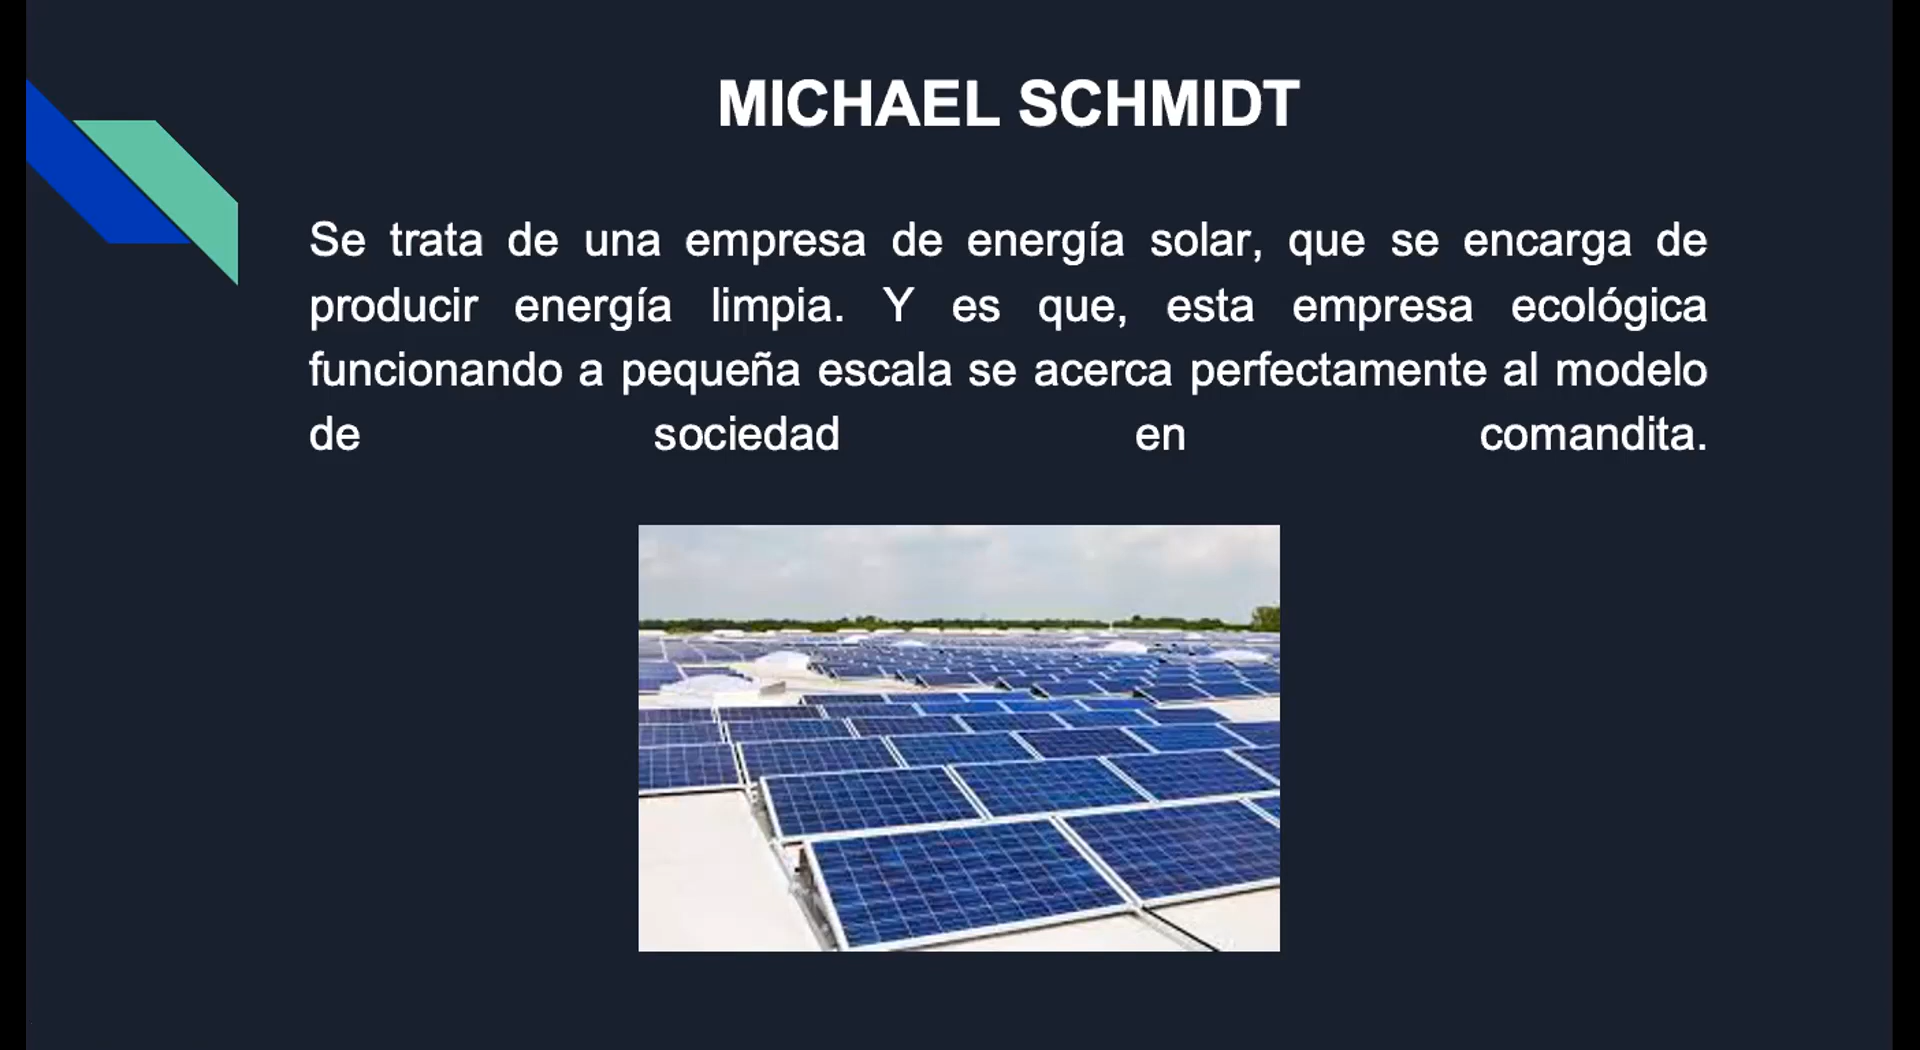 MICHAEL SCHMIDT
Se trata de una empresa de energía solar, que se encarga de
producir energía limpia. Y es que, esta empresa ecológica
funcionando a pequeña escala se acerca perfectamente al modelo
de sociedad en comandita.